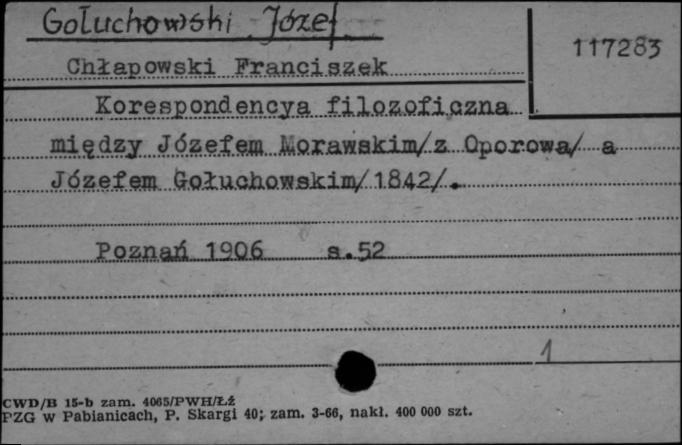 Gołuchowski Józef
117283
Chłapowski Franciszek
Korespondencya filozoficzna
między Józefem Morawskim/z Oporowa/ a
Józefem Gołuchowskim/1842/.
Poznań 1906 s.52
1
CWD/B 15-b zam. 4065/PWH/Łź
PZG w Pabianicach, P. Skargi 40; zam. 3-66, nakł. 400 000 szt.